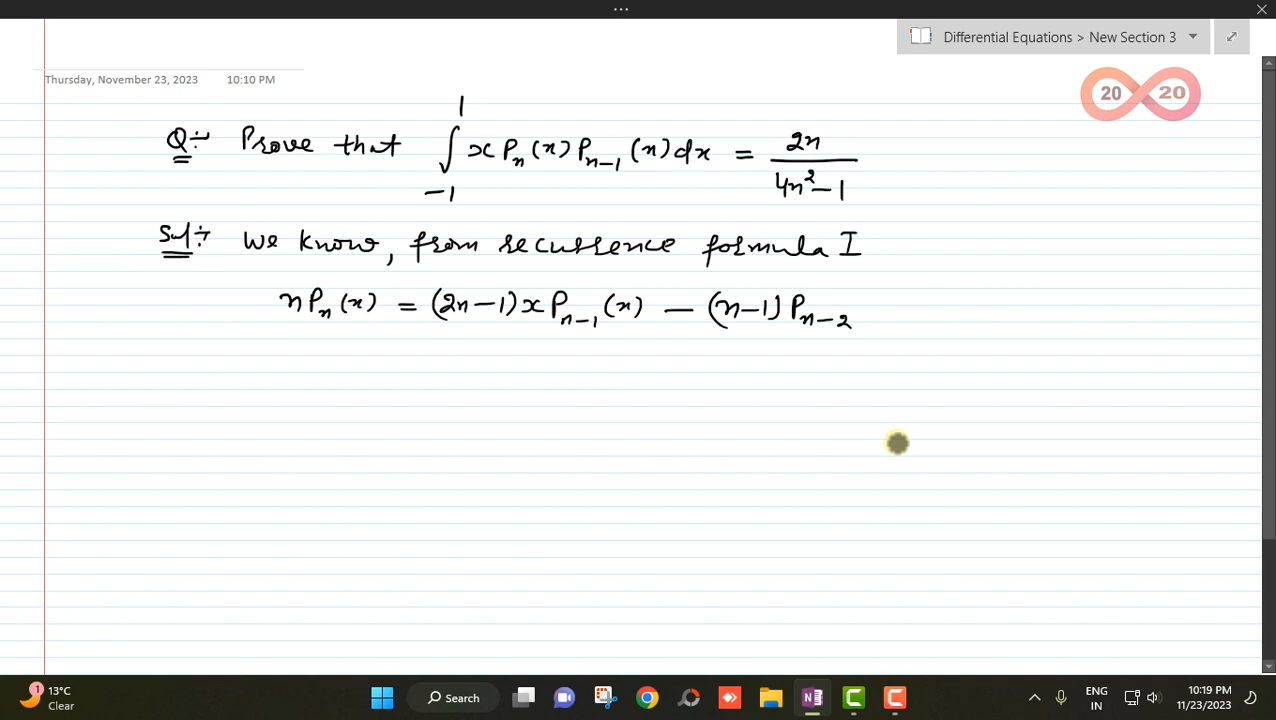 Differential Equations > New Section 3
Thursday, November 23, 2023 10:10 PM
20 20
Q:- Prove that ∫_{-1}^{1} x P_n(x) P_{n-1}(x) dx = 2n / (4n² - 1)
Sol:- We know, from recurrence formula I
n P_n(x) = (2n-1) x P_{n-1}(x) - (n-1) P_{n-2}
1
13°C
Clear
Search
ENG
IN
10:19 PM
11/23/2023